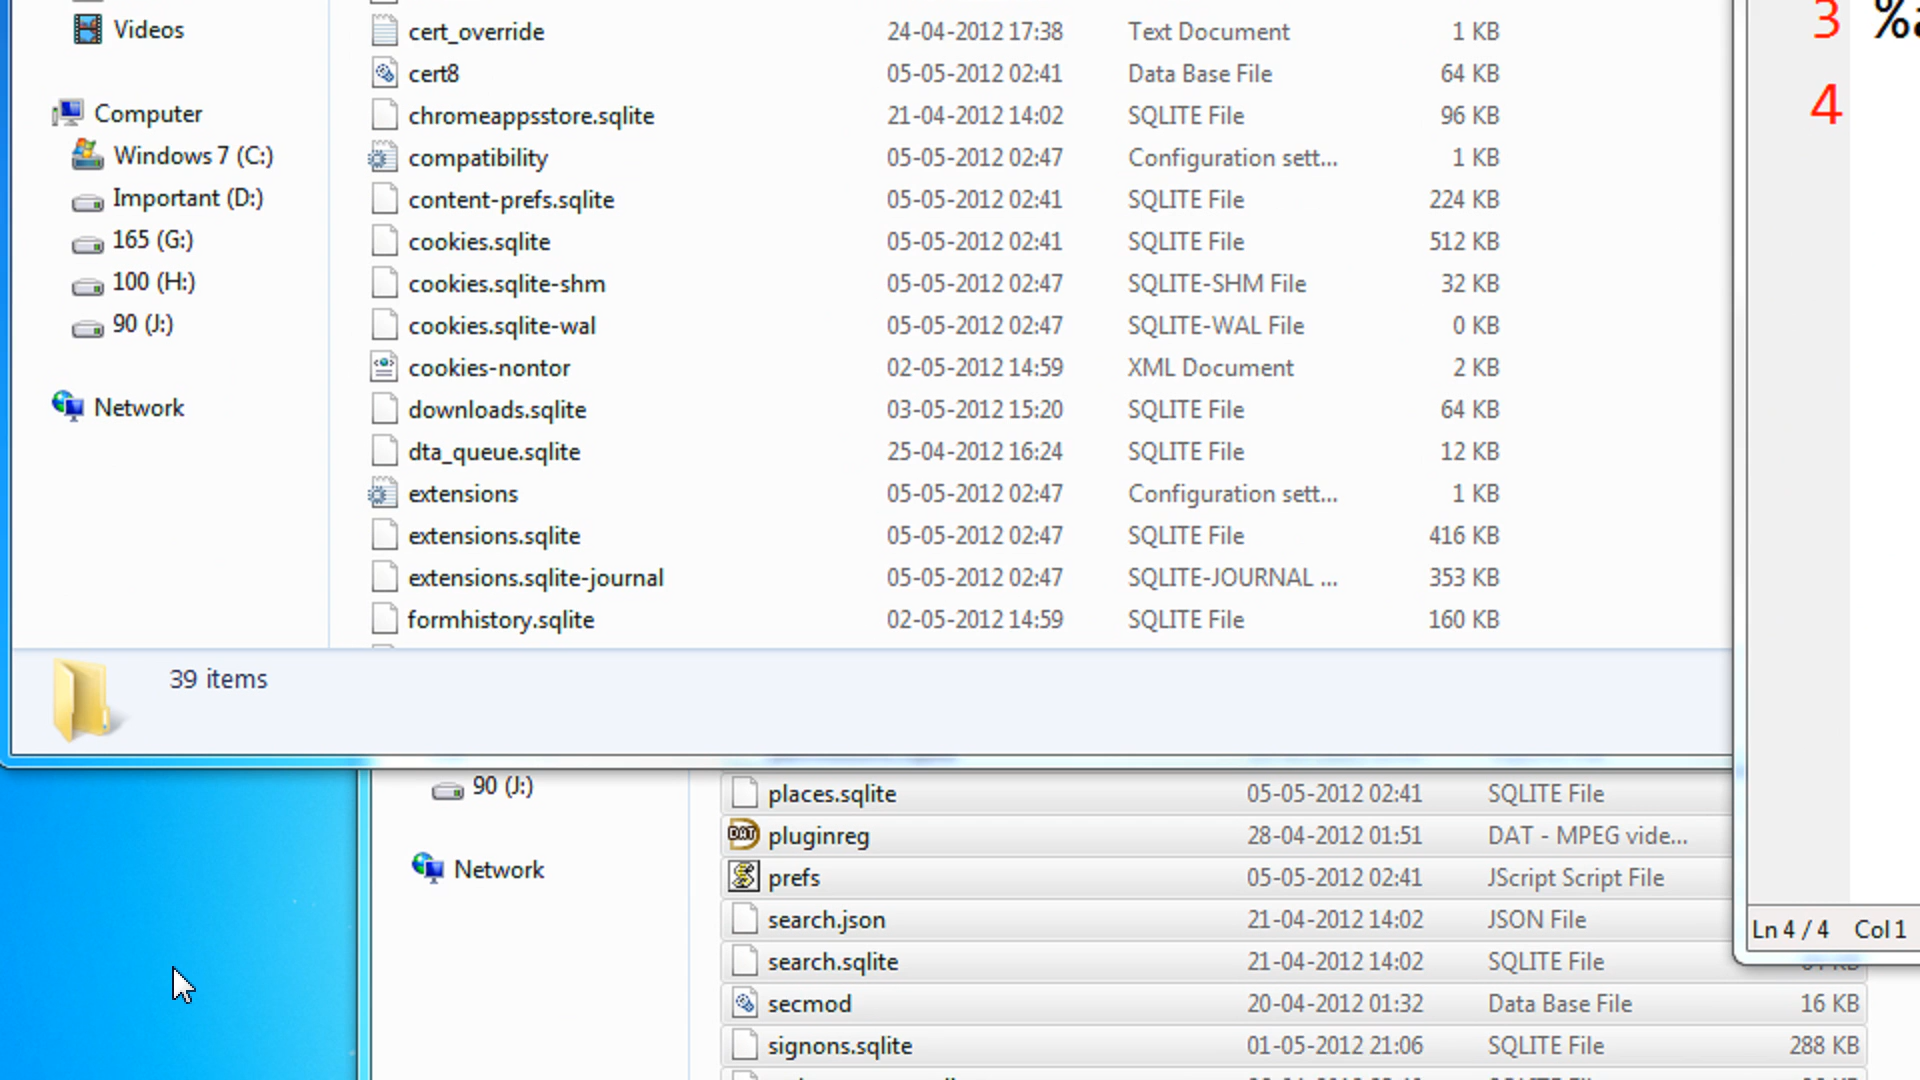 Videos
Computer
Windows 7 (C:)
Important (D:)
165 (G:)
100 (H:)
90 (J:)
Network
cert_override 24-04-2012 17:38 Text Document 1 KB
cert8 05-05-2012 02:41 Data Base File 64 KB
chromeappsstore.sqlite 21-04-2012 14:02 SQLITE File 96 KB
compatibility 05-05-2012 02:47 Configuration sett... 1 KB
content-prefs.sqlite 05-05-2012 02:41 SQLITE File 224 KB
cookies.sqlite 05-05-2012 02:41 SQLITE File 512 KB
cookies.sqlite-shm 05-05-2012 02:47 SQLITE-SHM File 32 KB
cookies.sqlite-wal 05-05-2012 02:47 SQLITE-WAL File 0 KB
cookies-nontor 02-05-2012 14:59 XML Document 2 KB
downloads.sqlite 03-05-2012 15:20 SQLITE File 64 KB
dta_queue.sqlite 25-04-2012 16:24 SQLITE File 12 KB
extensions 05-05-2012 02:47 Configuration sett... 1 KB
extensions.sqlite 05-05-2012 02:47 SQLITE File 416 KB
extensions.sqlite-journal 05-05-2012 02:47 SQLITE-JOURNAL ... 353 KB
formhistory.sqlite 02-05-2012 14:59 SQLITE File 160 KB
39 items
90 (J:)
Network
places.sqlite 05-05-2012 02:41 SQLITE File
DAT pluginreg 28-04-2012 01:51 DAT - MPEG vide...
prefs 05-05-2012 02:41 JScript Script File
search.json 21-04-2012 14:02 JSON File
search.sqlite 21-04-2012 14:02 SQLITE File
secmod 20-04-2012 01:32 Data Base File 16 KB
signons.sqlite 01-05-2012 21:06 SQLITE File 288 KB
3 %a
4
Ln 4 / 4 Col 1